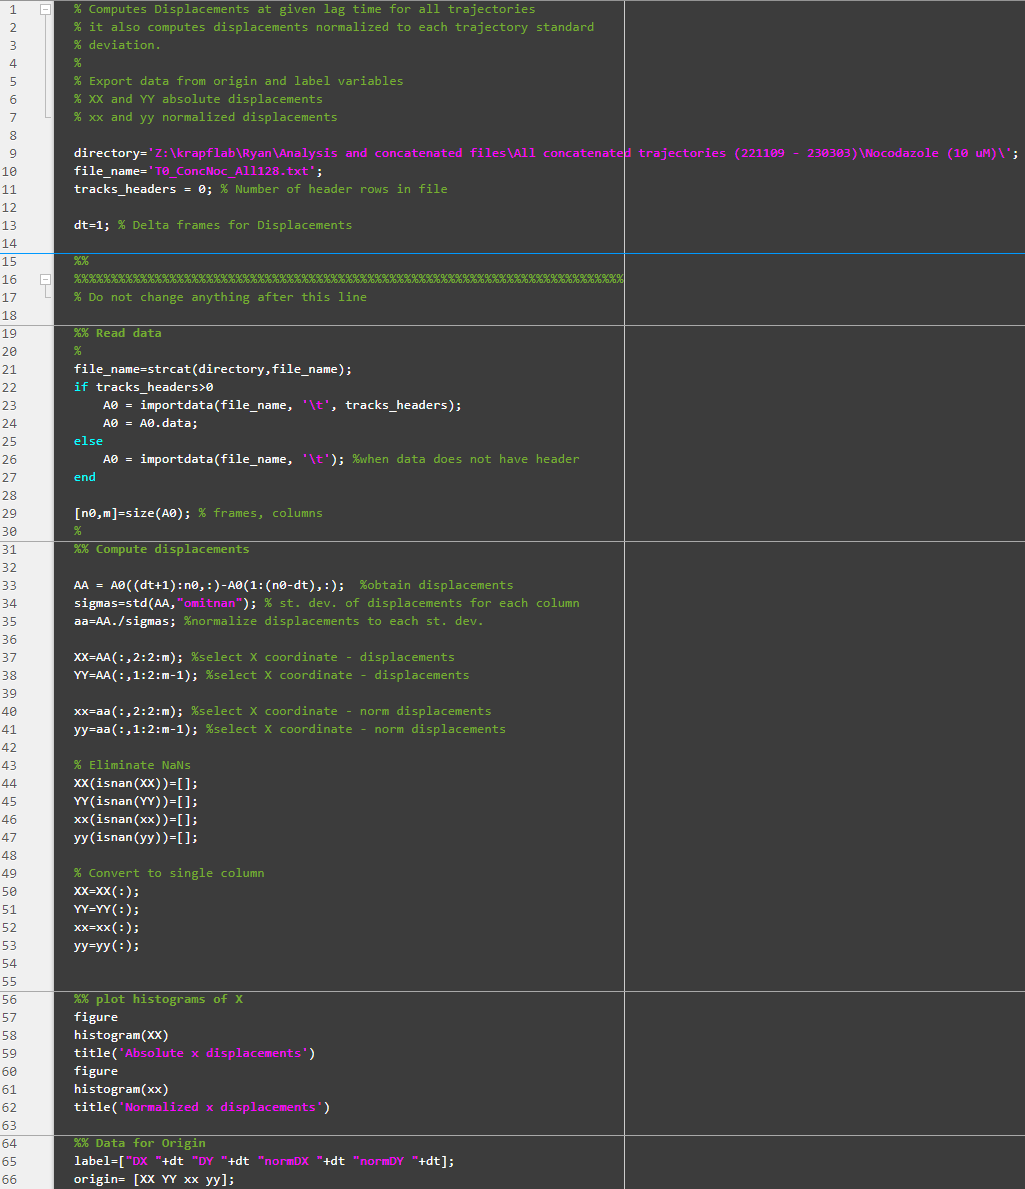 1 % Computes Displacements at given lag time for all trajectories
2 % it also computes displacements normalized to each trajectory standard
3 % deviation.
4 %
5 % Export data from origin and label variables
6 % XX and YY absolute displacements
7 % xx and yy normalized displacements
8
9 directory='Z:\krapflab\Ryan\Analysis and concatenated files\All concatenated trajectories (221109 - 230303)\Nocodazole (10 uM)\';
10 file_name='T0_ConcNoc_All128.txt';
11 tracks_headers = 0; % Number of header rows in file
12
13 dt=1; % Delta frames for Displacements
14
15 %%
16 %%%%%%%%%%%%%%%%%%%%%%%%%%%%%%%%%%%%%%%%%%%%%%%%%%%%%%%%%%%%%%%%%%%%%%%%%%%
17 % Do not change anything after this line
18
19 %% Read data
20 %
21 file_name=strcat(directory,file_name);
22 if tracks_headers>0
23 A0 = importdata(file_name, '\t', tracks_headers);
24 A0 = A0.data;
25 else
26 A0 = importdata(file_name, '\t'); %when data does not have header
27 end
28
29 [n0,m]=size(A0); % frames, columns
30 %
31 %% Compute displacements
32
33 AA = A0((dt+1):n0,:)-A0(1:(n0-dt),:); %obtain displacements
34 sigmas=std(AA,"omitnan"); % st. dev. of displacements for each column
35 aa=AA./sigmas; %normalize displacements to each st. dev.
36
37 XX=AA(:,2:2:m); %select X coordinate - displacements
38 YY=AA(:,1:2:m-1); %select X coordinate - displacements
39
40 xx=aa(:,2:2:m); %select X coordinate - norm displacements
41 yy=aa(:,1:2:m-1); %select X coordinate - norm displacements
42
43 % Eliminate NaNs
44 XX(isnan(XX))=[];
45 YY(isnan(YY))=[];
46 xx(isnan(xx))=[];
47 yy(isnan(yy))=[];
48
49 % Convert to single column
50 XX=XX(:);
51 YY=YY(:);
52 xx=xx(:);
53 yy=yy(:);
54
55
56 %% plot histograms of X
57 figure
58 histogram(XX)
59 title('Absolute x displacements')
60 figure
61 histogram(xx)
62 title('Normalized x displacements')
63
64 %% Data for Origin
65 label=["DX "+dt "DY "+dt "normDX "+dt "normDY "+dt];
66 origin= [XX YY xx yy];